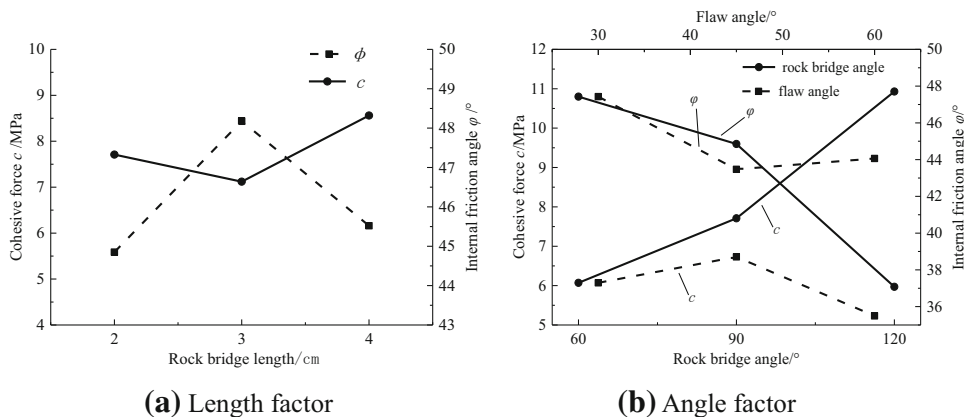 Flaw angle/°
30 40 50 60
10 9 8 7 6 5 4
50 49 48 47 46 45 44 43
12 11 10 9 8 7 6 5
50 48 46 44 42 40 38 36
ϕ
c
rock bridge angle
flaw angle
φ
φ
c
c
Cohesive force c /MPa
Internal friction angle φ/°
Cohesive force c/MPa
Internal friction angle φ/°
2 3 4
60 90 120
Rock bridge length/cm
Rock bridge angle/°
(a) Length factor
(b) Angle factor